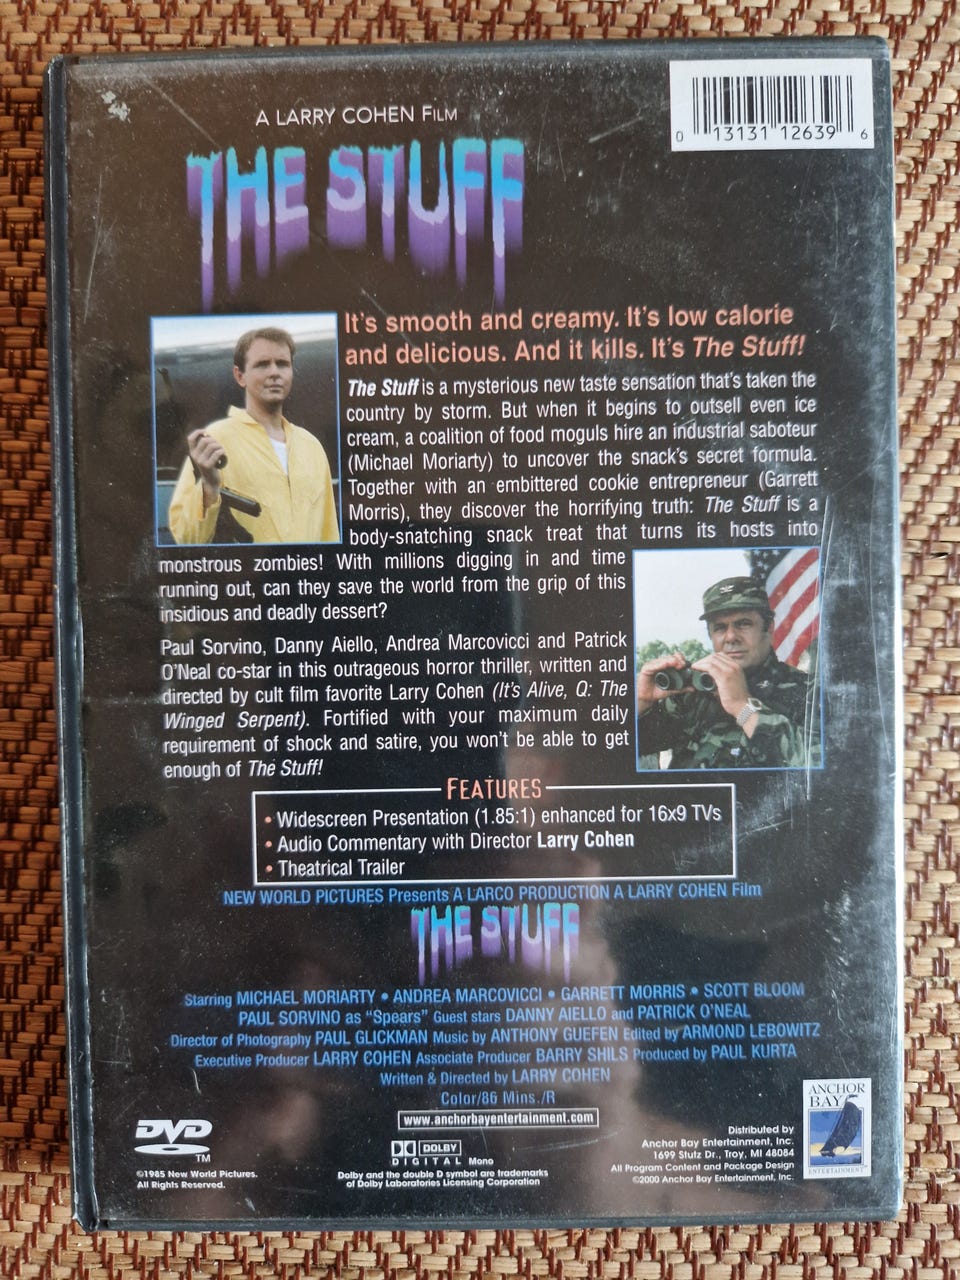 A LARRY COHEN FILM
THE STUFF
0 13131 12639 6
It's smooth and creamy. It's low calorie
and delicious. And it kills. It's The Stuff!
The Stuff is a mysterious new taste sensation that's taken the
country by storm. But when it begins to outsell even ice
cream, a coalition of food moguls hire an industrial saboteur
(Michael Moriarty) to uncover the snack's secret formula.
Together with an embittered cookie entrepreneur (Garrett
Morris), they discover the horrifying truth: The Stuff is a
body-snatching snack treat that turns its hosts into
monstrous zombies! With millions digging in and time
running out, can they save the world from the grip of this
insidious and deadly dessert?
Paul Sorvino, Danny Aiello, Andrea Marcovicci and Patrick
O'Neal co-star in this outrageous horror thriller, written and
directed by cult film favorite Larry Cohen (It's Alive, Q: The
Winged Serpent). Fortified with your maximum daily
requirement of shock and satire, you won't be able to get
enough of The Stuff!
FEATURES
• Widescreen Presentation (1.85:1) enhanced for 16x9 TVs
• Audio Commentary with Director Larry Cohen
• Theatrical Trailer
NEW WORLD PICTURES Presents A LARCO PRODUCTION A LARRY COHEN Film
THE STUFF
Starring MICHAEL MORIARTY • ANDREA MARCOVICCI • GARRETT MORRIS • SCOTT BLOOM
PAUL SORVINO as "Spears" Guest stars DANNY AIELLO and PATRICK O'NEAL
Director of Photography PAUL GLICKMAN Music by ANTHONY GUEFEN Edited by ARMOND LEBOWITZ
Executive Producer LARRY COHEN Associate Producer BARRY SHILS Produced by PAUL KURTA
Written & Directed by LARRY COHEN
Color/86 Mins./R
www.anchorbayentertainment.com
DVD
TM
©1985 New World Pictures.
All Rights Reserved.
DOLBY
DIGITAL Mono
Dolby and the double D symbol are trademarks
of Dolby Laboratories Licensing Corporation
Distributed by
Anchor Bay Entertainment, Inc.
1699 Stutz Dr., Troy, MI 48084
All Program Content and Package Design
©2000 Anchor Bay Entertainment, Inc.
ANCHOR
BAY
ENTERTAINMENT